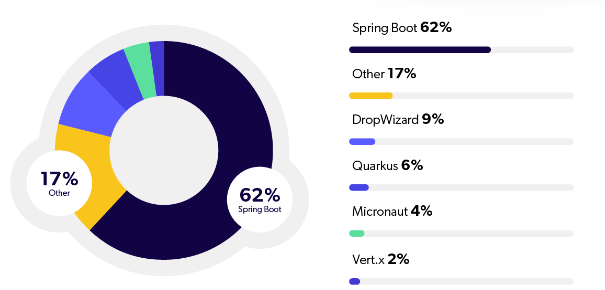 17%
Other
62%
Spring Boot
Spring Boot 62%
Other 17%
DropWizard 9%
Quarkus 6%
Micronaut 4%
Vert.x 2%